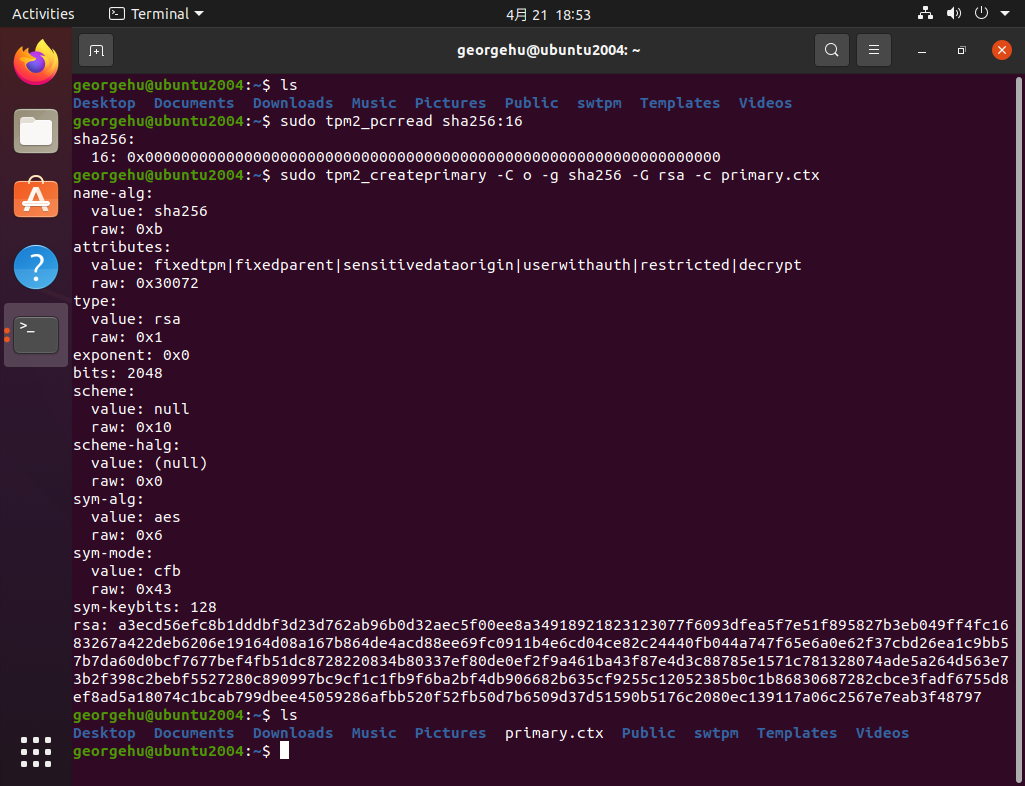 Activities Terminal 4月 21 18:53
georgehu@ubuntu2004: ~
georgehu@ubuntu2004:~$ ls
Desktop Documents Downloads Music Pictures Public swtpm Templates Videos
georgehu@ubuntu2004:~$ sudo tpm2_pcrread sha256:16
sha256:
16: 0x0000000000000000000000000000000000000000000000000000000000000000
georgehu@ubuntu2004:~$ sudo tpm2_createprimary -C o -g sha256 -G rsa -c primary.ctx
name-alg:
value: sha256
raw: 0xb
attributes:
value: fixedtpm|fixedparent|sensitivedataorigin|userwithauth|restricted|decrypt
raw: 0x30072
type:
value: rsa
raw: 0x1
exponent: 0x0
bits: 2048
scheme:
value: null
raw: 0x10
scheme-halg:
value: (null)
raw: 0x0
sym-alg:
value: aes
raw: 0x6
sym-mode:
value: cfb
raw: 0x43
sym-keybits: 128
rsa: a3ecd56efc8b1dddbf3d23d762ab96b0d32aec5f00ee8a34918921823123077f6093dfea5f7e51f895827b3eb049ff4fc16
83267a422deb6206e19164d08a167b864de4acd88ee69fc0911b4e6cd04ce82c24440fb044a747f65e6a0e62f37cbd26ea1c9bb5
7b7da60d0bcf7677bef4fb51dc8728220834b80337ef80de0ef2f9a461ba43f87e4d3c88785e1571c781328074ade5a264d563e7
3b2f398c2bebf5527280c890997bc9cf1c1fb9f6ba2bf4db906682b635cf9255c12052385b0c1b86830687282cbce3fadf6755d8
ef8ad5a18074c1bcab799dbee45059286afbb520f52fb50d7b6509d37d51590b5176c2080ec139117a06c2567e7eab3f48797
georgehu@ubuntu2004:~$ ls
Desktop Documents Downloads Music Pictures primary.ctx Public swtpm Templates Videos
georgehu@ubuntu2004:~$